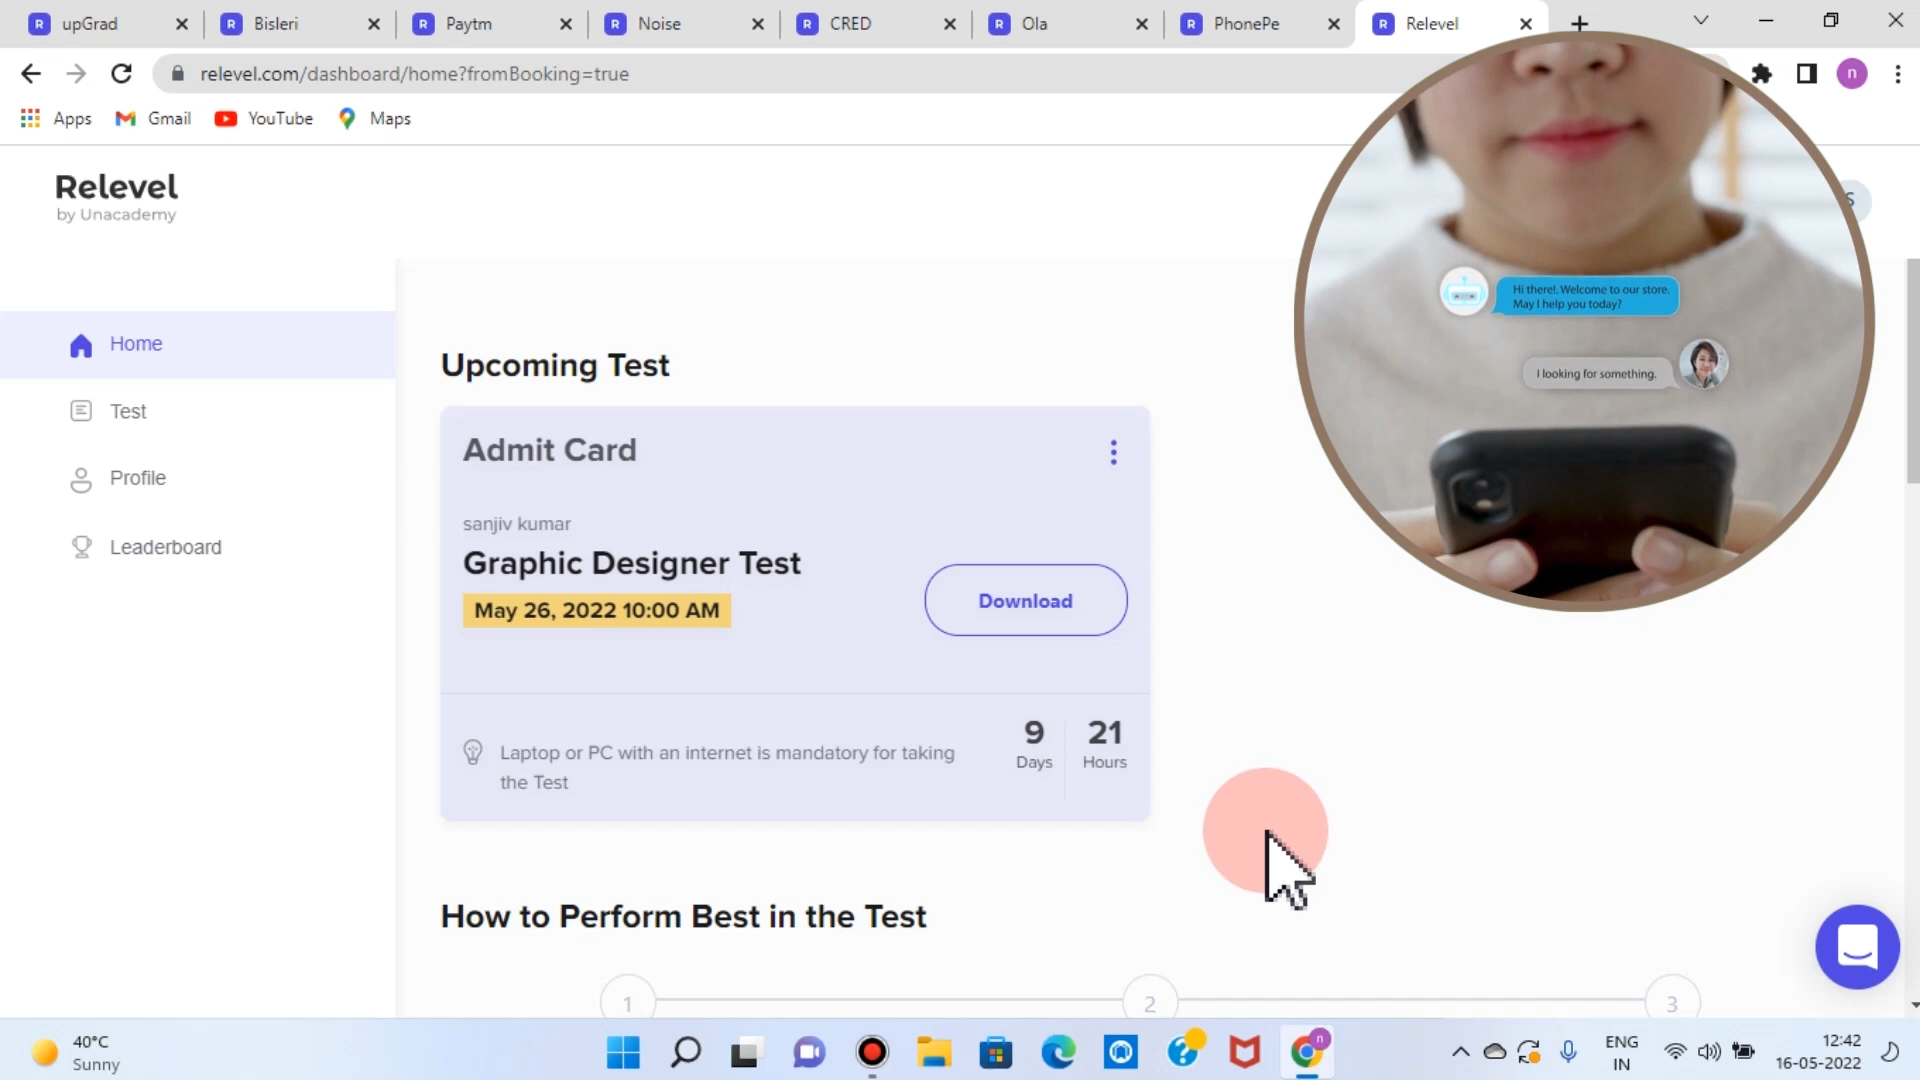 upGrad
Bisleri
Paytm
Noise
CRED
Ola
PhonePe
Relevel
relevel.com/dashboard/home?fromBooking=true
n
Apps
Gmail
YouTube
Maps
Relevel
by Unacademy
S
Hi there!. Welcome to our store.
May I help you today?
I looking for something.
Home
Test
Profile
Leaderboard
Upcoming Test
Admit Card
sanjiv kumar
Graphic Designer Test
May 26, 2022 10:00 AM
Download
Laptop or PC with an internet is mandatory for taking
the Test
9
Days
21
Hours
How to Perform Best in the Test
1
2
3
40°C
Sunny
n
ENG
IN
12:42
16-05-2022